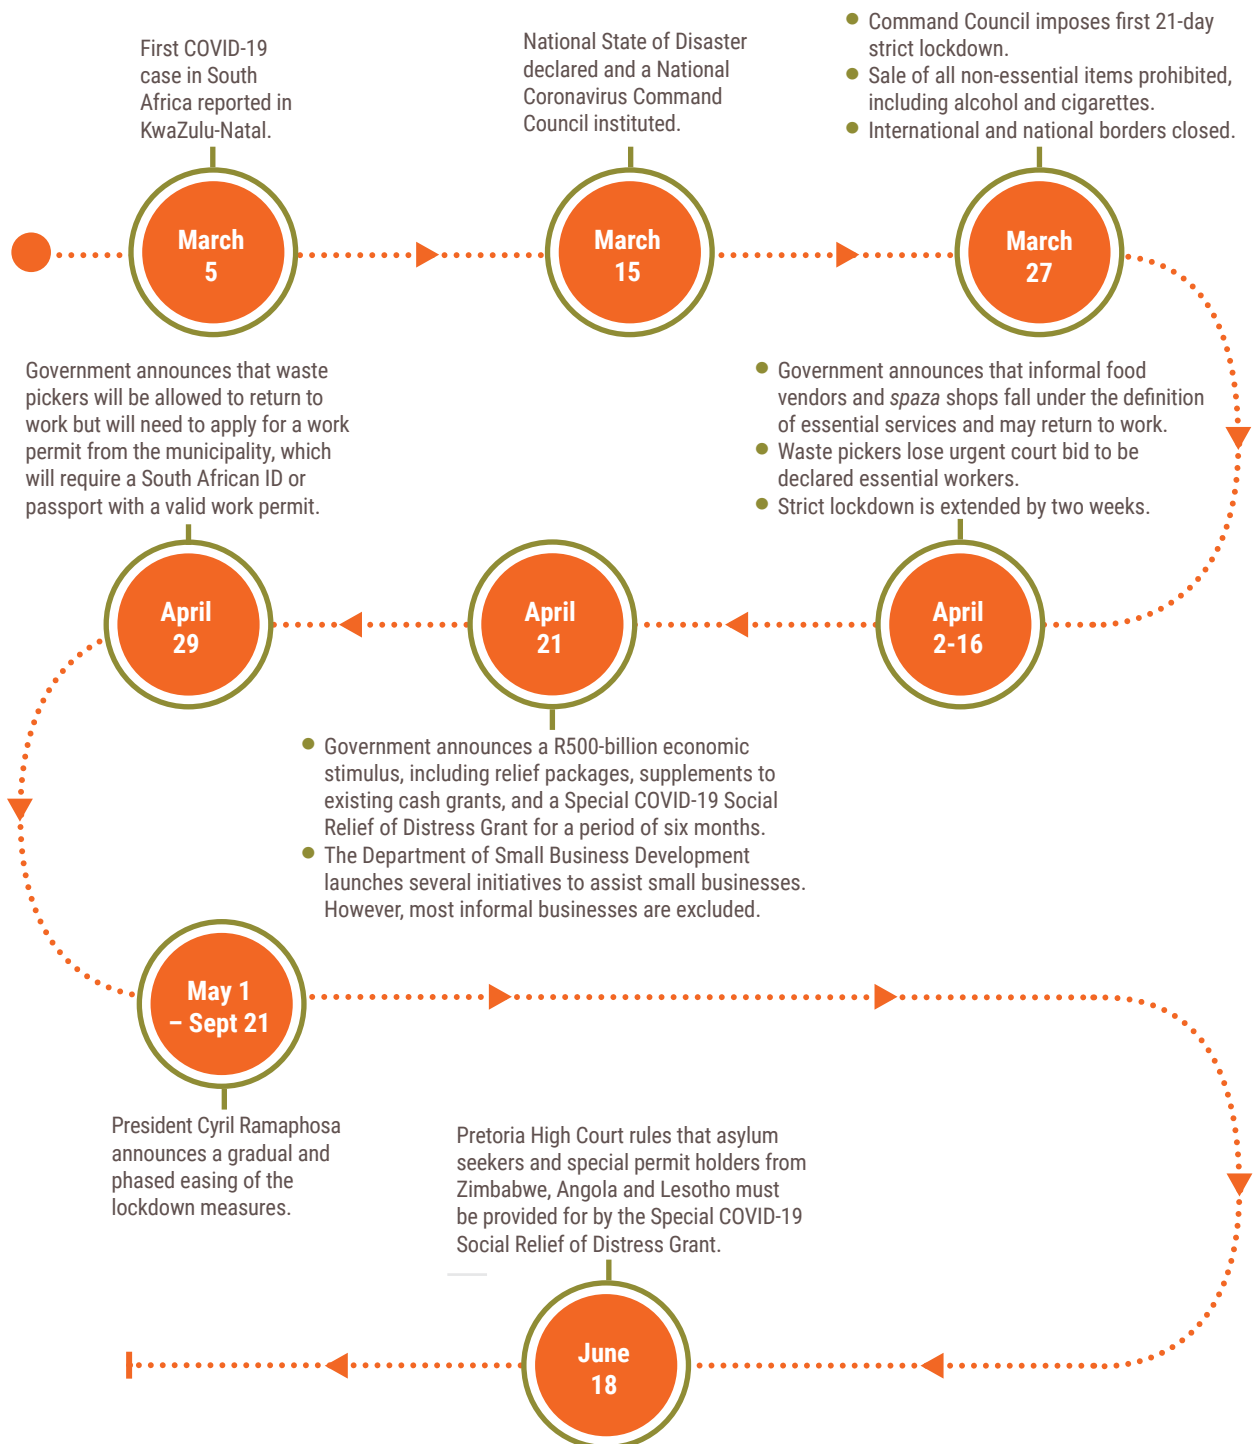 First COVID-19
case in South
Africa reported in
KwaZulu-Natal.
March
5
National State of Disaster
declared and a National
Coronavirus Command
Council instituted.
March
15
● Command Council imposes first 21-day
strict lockdown.
● Sale of all non-essential items prohibited,
including alcohol and cigarettes.
● International and national borders closed.
March
27
● Government announces that informal food
vendors and spaza shops fall under the definition
of essential services and may return to work.
● Waste pickers lose urgent court bid to be
declared essential workers.
● Strict lockdown is extended by two weeks.
April
2-16
April
21
● Government announces a R500-billion economic
stimulus, including relief packages, supplements to
existing cash grants, and a Special COVID-19 Social
Relief of Distress Grant for a period of six months.
● The Department of Small Business Development
launches several initiatives to assist small businesses.
However, most informal businesses are excluded.
Government announces that waste
pickers will be allowed to return to
work but will need to apply for a work
permit from the municipality, which
will require a South African ID or
passport with a valid work permit.
April
29
May 1
– Sept 21
President Cyril Ramaphosa
announces a gradual and
phased easing of the
lockdown measures.
Pretoria High Court rules that asylum
seekers and special permit holders from
Zimbabwe, Angola and Lesotho must
be provided for by the Special COVID-19
Social Relief of Distress Grant.
June
18